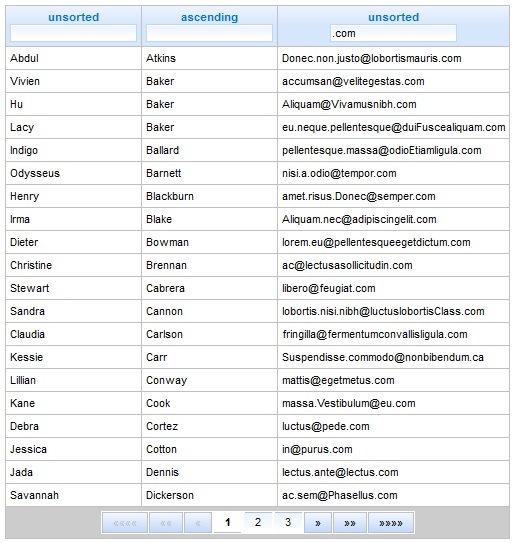 unsorted ascending unsorted
.com
Abdul Atkins Donec.non.justo@lobortismauris.com
Vivien Baker accumsan@velitegestas.com
Hu Baker Aliquam@Vivamusnibh.com
Lacy Baker eu.neque.pellentesque@duiFuscealiquam.com
Indigo Ballard pellentesque.massa@odioEtiamligula.com
Odysseus Barnett nisi.a.odio@tempor.com
Henry Blackburn amet.risus.Donec@semper.com
Irma Blake Aliquam.nec@adipiscingelit.com
Dieter Bowman lorem.eu@pellentesqueegetdictum.com
Christine Brennan ac@lectusasollicitudin.com
Stewart Cabrera libero@feugiat.com
Sandra Cannon lobortis.nisi.nibh@luctuslobortisClass.com
Claudia Carlson fringilla@fermentumconvallisligula.com
Kessie Carr Suspendisse.commodo@nonbibendum.ca
Lillian Conway mattis@egetmetus.com
Kane Cook massa.Vestibulum@eu.com
Debra Cortez luctus@pede.com
Jessica Cotton in@purus.com
Jada Dennis lectus.ante@lectus.com
Savannah Dickerson ac.sem@Phasellus.com
«««« «« « 1 2 3 » »» »»»»